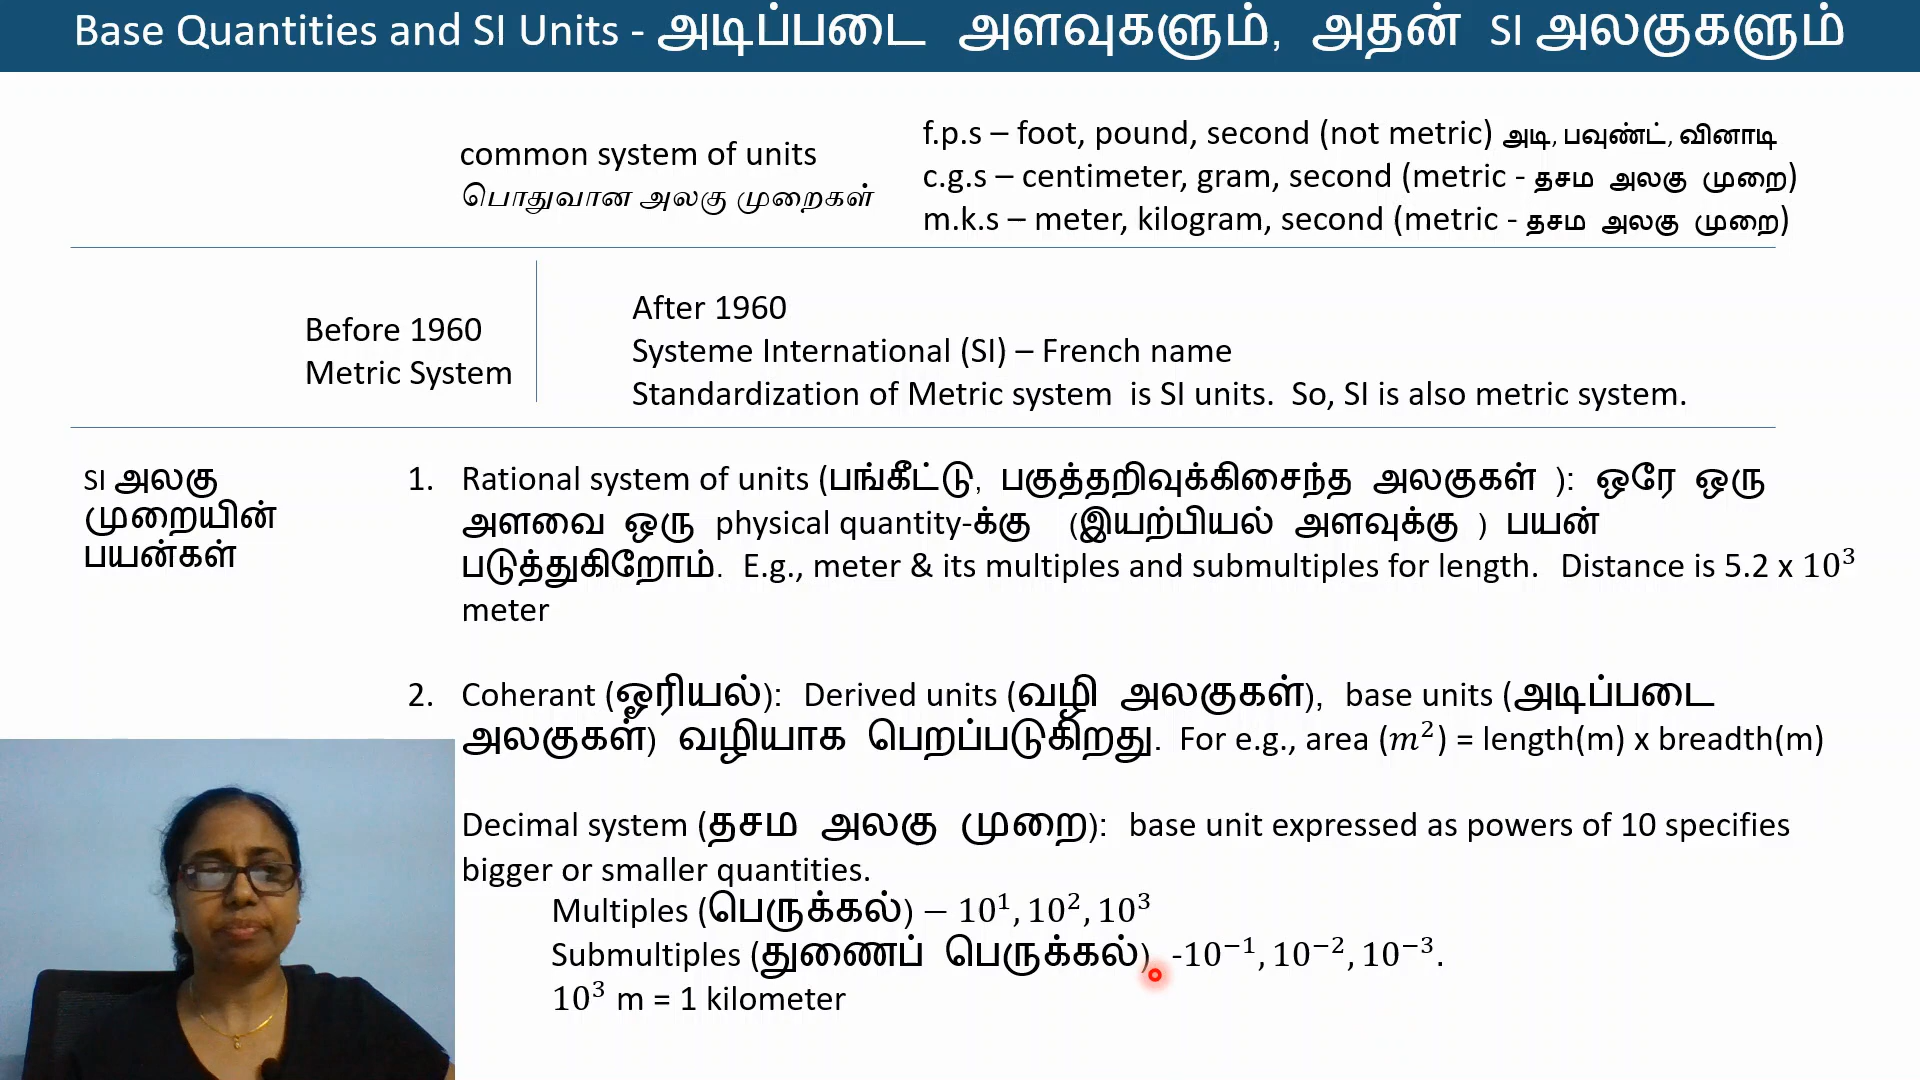 Base Quantities and SI Units - அடிப்படை அளவுகளும், அதன் SI அலகுகளும்
common system of units
பொதுவான அலகு முறைகள்
f.p.s – foot, pound, second (not metric) அடி, பவுண்ட், வினாடி
c.g.s – centimeter, gram, second (metric - தசம அலகு முறை)
m.k.s – meter, kilogram, second (metric - தசம அலகு முறை)
Before 1960
Metric System
After 1960
Systeme International (SI) – French name
Standardization of Metric system is SI units. So, SI is also metric system.
SI அலகு
முறையின்
பயன்கள்
1. Rational system of units (பங்கீட்டு, பகுத்தறிவுக்கிசைந்த அலகுகள் ): ஒரே ஒரு
அளவை ஒரு physical quantity-க்கு (இயற்பியல் அளவுக்கு ) பயன்
படுத்துகிறோம். E.g., meter & its multiples and submultiples for length. Distance is 5.2 x 10³
meter
2. Coherant (ஓரியல்): Derived units (வழி அலகுகள்), base units (அடிப்படை
அலகுகள்) வழியாக பெறப்படுகிறது. For e.g., area (m²) = length(m) x breadth(m)
Decimal system (தசம அலகு முறை): base unit expressed as powers of 10 specifies
bigger or smaller quantities.
Multiples (பெருக்கல்) – 10¹, 10², 10³
Submultiples (துணைப் பெருக்கல்) -10⁻¹, 10⁻², 10⁻³.
10³ m = 1 kilometer